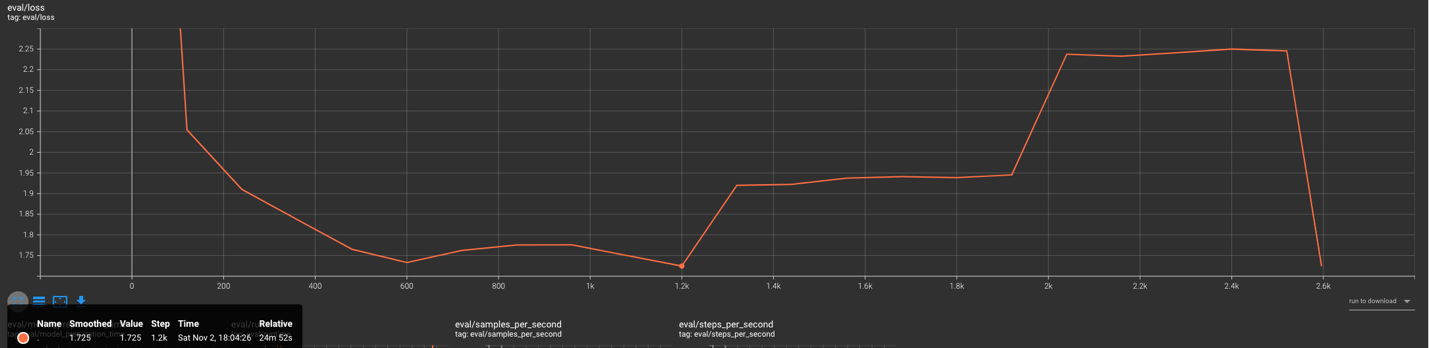 eval/loss
tag: eval/loss
2.25
2.2
2.15
2.1
2.05
2
1.95
1.9
1.85
1.8
1.75
0 200 400 600 800 1k 1.2k 1.4k 1.6k 1.8k 2k 2.2k 2.4k 2.6k
run to download
Name Smoothed Value Step Time Relative
. 1.725 1.725 1.2k Sat Nov 2, 18:04:26 24m 52s
eval/samples_per_second
tag: eval/samples_per_second
eval/steps_per_second
tag: eval/steps_per_second